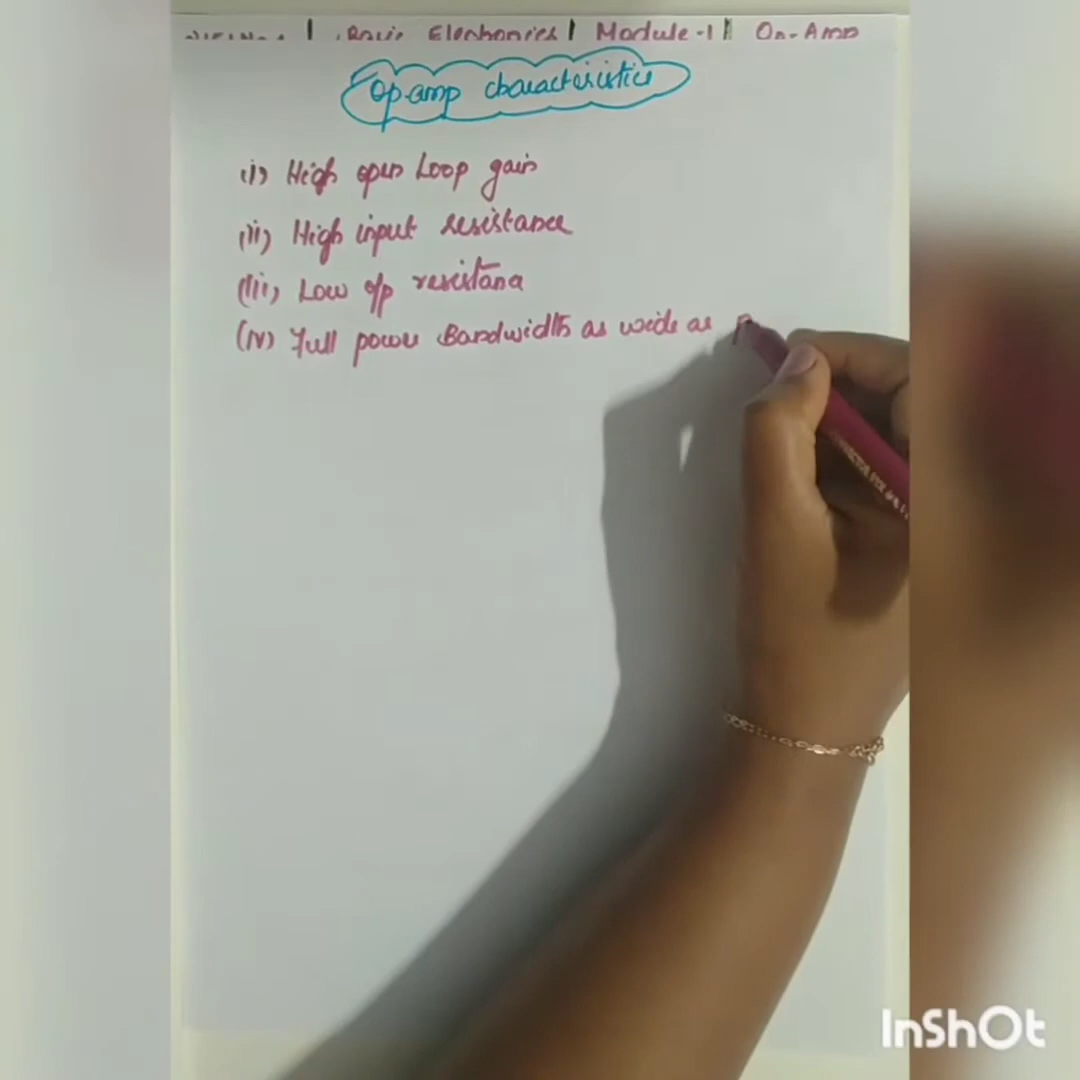 | Basic Electronics | Module-1 || Op-Amp
Op-amp characteristics
(i) High open Loop gain
(ii) High input resistance
(iii) Low o/p resistance
(iv) Full power Bandwidth as wide as
InShOt